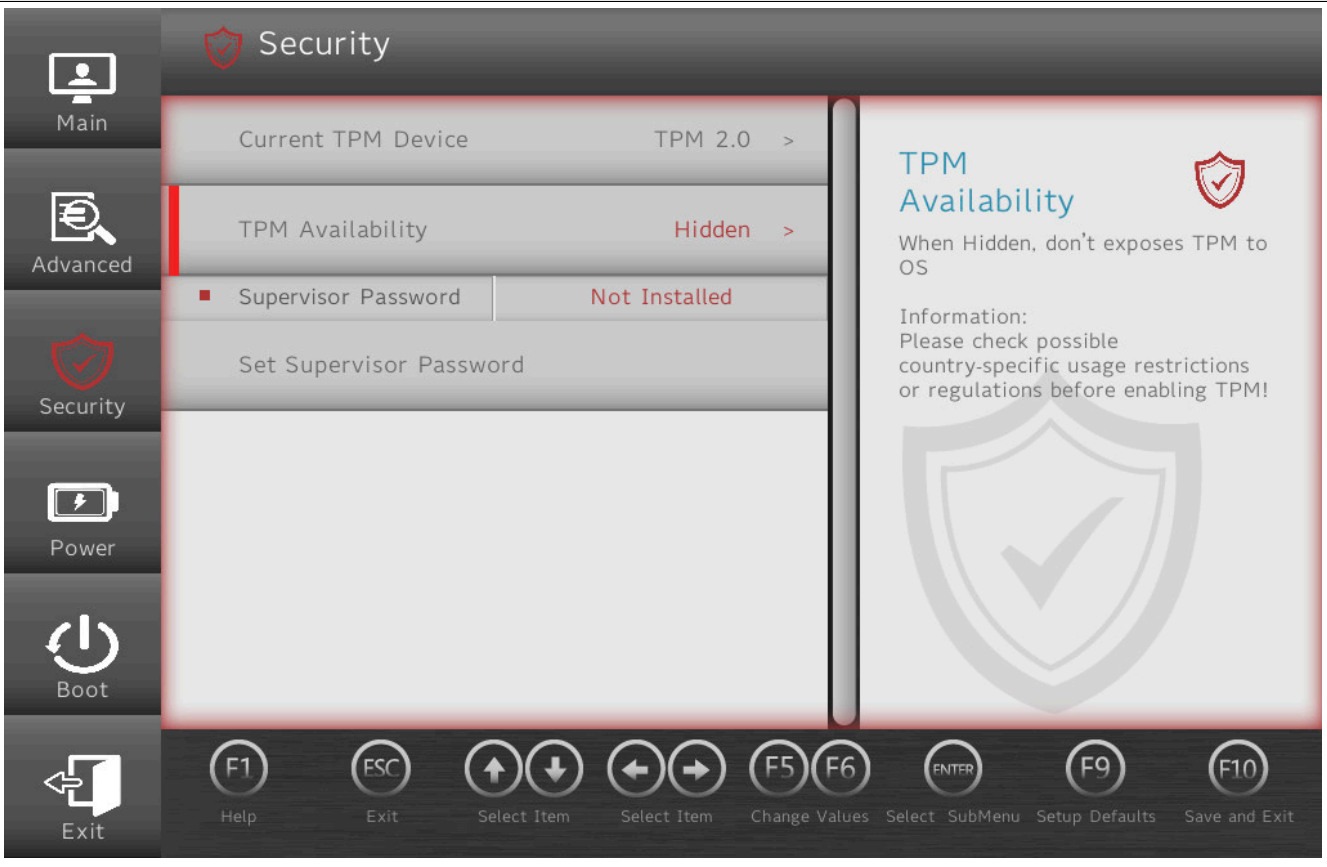 Security
Main
Advanced
Security
Power
Boot
Exit
Current TPM Device TPM 2.0 >
TPM Availability Hidden >
Supervisor Password Not Installed
Set Supervisor Password
TPM
Availability
When Hidden, don't exposes TPM to
OS
Information:
Please check possible
country-specific usage restrictions
or regulations before enabling TPM!
F1 ESC F5 F6 ENTER F9 F10
Help Exit Select Item Select Item Change Values Select SubMenu Setup Defaults Save and Exit